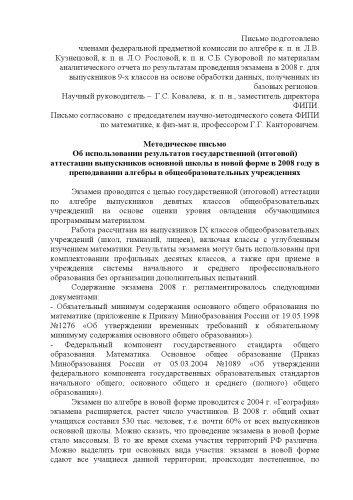 Письмо подготовлено
членами федеральной предметной комиссии по алгебре к. п. н. Л.В.
Кузнецовой, к. п. н. Л.О. Рословой, к. п. н. С.Б. Суворовой  по материалам
аналитического отчета по результатам проведения экзамена в 2008 г. для
выпускников 9-х классов на основе обработки данных, полученных из
базовых регионов.
Научный руководитель – Г.С. Ковалева,  к. п. н., заместитель директора
ФИПИ.
Письмо согласовано  с председателем научно-методического совета ФИПИ
по математике, к физ-мат.н, профессором Г.Г. Канторовичем.
Методическое письмо
Об использовании результатов государственной (итоговой)
аттестации выпускников основной школы в новой форме в 2008 году в
преподавании алгебры в общеобразовательных учреждениях
Экзамен проводится с целью государственной (итоговой) аттестации
по алгебре выпускников девятых классов общеобразовательных
учреждений на основе оценки уровня овладения обучающимися
программным материалом.
Работа рассчитана на выпускников IX классов общеобразовательных
учреждений (школ, гимназий, лицеев), включая классы с углубленным
изучением математики. Результаты экзамена могут быть использованы при
комплектовании профильных десятых классов, а также при приеме в
учреждения системы начального и среднего профессионального
образования без организации дополнительных испытаний.
Содержание экзамена 2008 г. регламентировалось следующими
документами:
- Обязательный минимум содержания основного общего образования по
математике (приложение к Приказу Минобразования России от 19.05.1998
№1276 «Об утверждении временных требований к обязательному
минимуму содержания основного общего образования»).
- Федеральный компонент государственного стандарта общего
образования. Математика. Основное общее образование (Приказ
Минобразования России от 05.03.2004 №1089 «Об утверждении
федерального компонента государственных образовательных стандартов
начального общего, основного общего и среднего (полного) общего
образования»).
Экзамен по алгебре в новой форме проводится с 2004 г. «География»
экзамена расширяется, растет число участников. В 2008 г. общий охват
учащихся составил 530 тыс. человек, т.е. почти 60% от всех выпускников
основной школы. Можно сказать, что проведение экзамена в новой форме
стало массовым. В то же время схема участия территорий РФ различна.
Можно выделить три основных вида участия: экзамен в новой форме
сдают все учащиеся данной территории; происходит постепенное, по